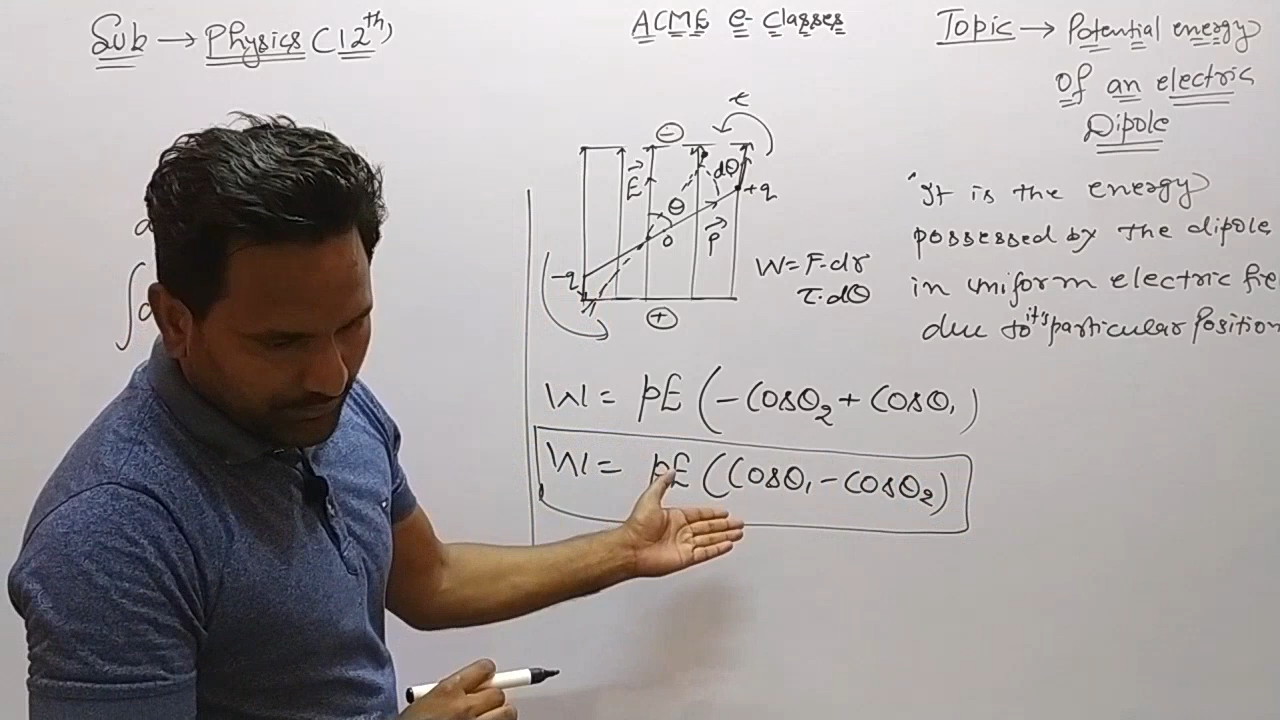 Sub → Physics (12th)
ACME e-Classes
Topic → Potential energy
Of an electric
Dipole
τ
⊖
E
dθ
+q
θ
O
P
-q
⊕
W = F.dr
τ.dθ
"It is the energy
possessed by the dipole
in uniform electric fie
due to it's particular Position
∫
W = pE (-Cosθ₂ + Cosθ₁)
W = pE (Cosθ₁ - Cosθ₂)